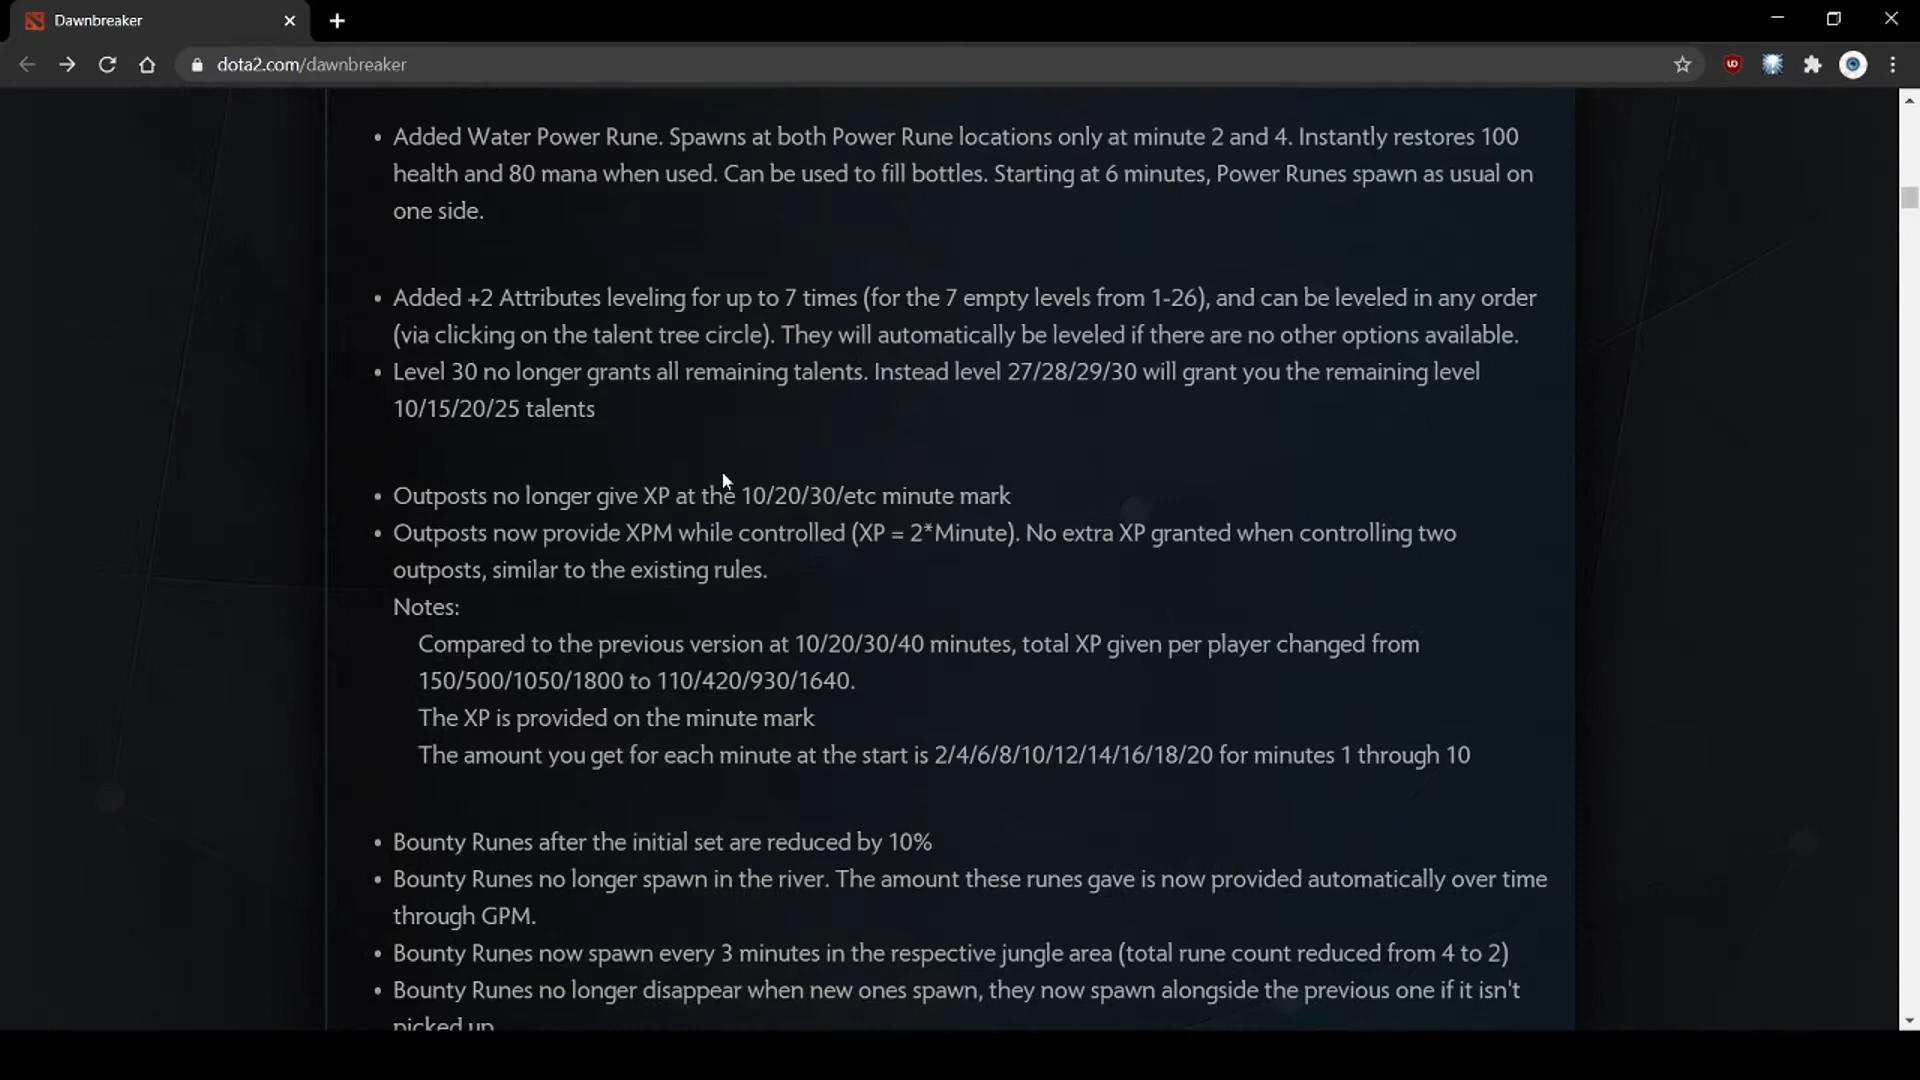 Dawnbreaker
dota2.com/dawnbreaker
• Added Water Power Rune. Spawns at both Power Rune locations only at minute 2 and 4. Instantly restores 100
health and 80 mana when used. Can be used to fill bottles. Starting at 6 minutes, Power Runes spawn as usual on
one side.
• Added +2 Attributes leveling for up to 7 times (for the 7 empty levels from 1-26), and can be leveled in any order
(via clicking on the talent tree circle). They will automatically be leveled if there are no other options available.
• Level 30 no longer grants all remaining talents. Instead level 27/28/29/30 will grant you the remaining level
10/15/20/25 talents
• Outposts no longer give XP at the 10/20/30/etc minute mark
• Outposts now provide XPM while controlled (XP = 2*Minute). No extra XP granted when controlling two
outposts, similar to the existing rules.
Notes:
Compared to the previous version at 10/20/30/40 minutes, total XP given per player changed from
150/500/1050/1800 to 110/420/930/1640.
The XP is provided on the minute mark
The amount you get for each minute at the start is 2/4/6/8/10/12/14/16/18/20 for minutes 1 through 10
• Bounty Runes after the initial set are reduced by 10%
• Bounty Runes no longer spawn in the river. The amount these runes gave is now provided automatically over time
through GPM.
• Bounty Runes now spawn every 3 minutes in the respective jungle area (total rune count reduced from 4 to 2)
• Bounty Runes no longer disappear when new ones spawn, they now spawn alongside the previous one if it isn't
picked up